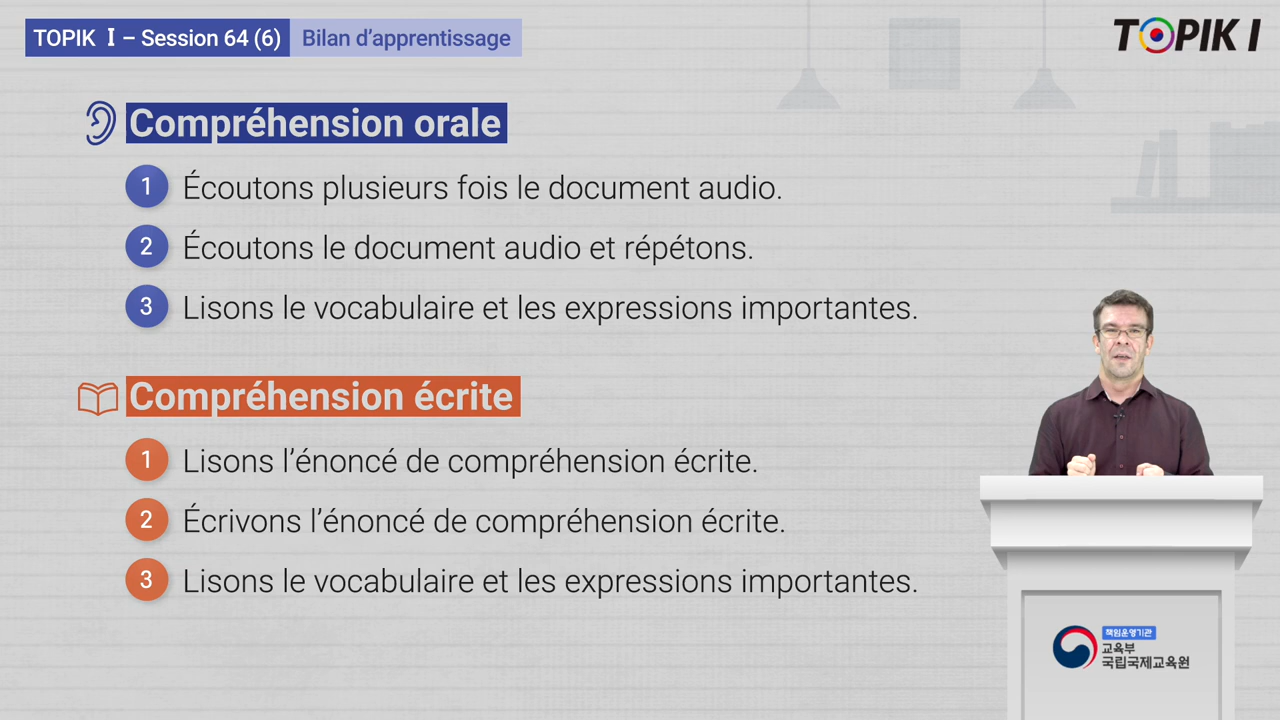 TOPIK Ⅰ – Session 64 (6) Bilan d’apprentissage
TOPIK I
Compréhension orale
1 Écoutons plusieurs fois le document audio.
2 Écoutons le document audio et répétons.
3 Lisons le vocabulaire et les expressions importantes.
Compréhension écrite
1 Lisons l’énoncé de compréhension écrite.
2 Écrivons l’énoncé de compréhension écrite.
3 Lisons le vocabulaire et les expressions importantes.
책임운영기관
교육부
국립국제교육원